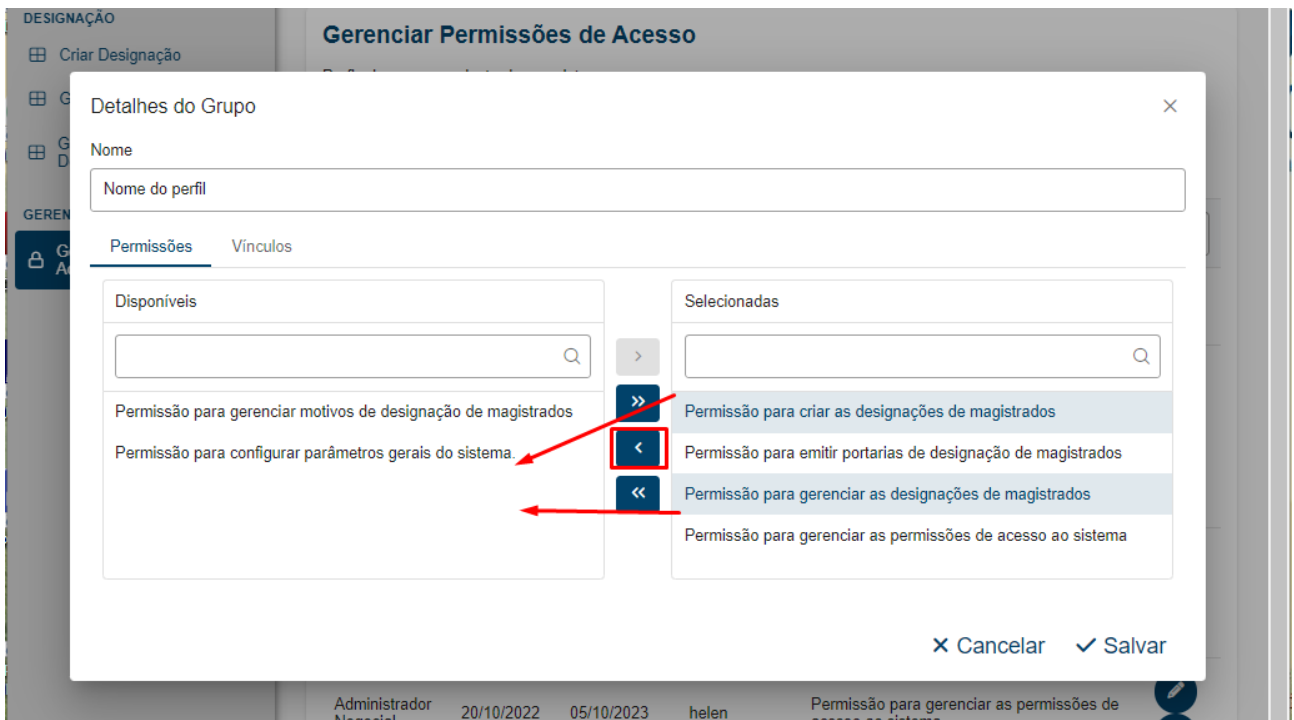 DESIGNAÇÃO
Criar Designação
Gerenciar Permissões de Acesso
Detalhes do Grupo
Nome
Nome do perfil
Permissões
Vínculos
Disponíveis
Permissão para gerenciar motivos de designação de magistrados
Permissão para configurar parâmetros gerais do sistema.
Selecionadas
Permissão para criar as designações de magistrados
Permissão para emitir portarias de designação de magistrados
Permissão para gerenciar as designações de magistrados
Permissão para gerenciar as permissões de acesso ao sistema
Cancelar
Salvar
Administrador 20/10/2022 05/10/2023 helen Permissão para gerenciar as permissões de